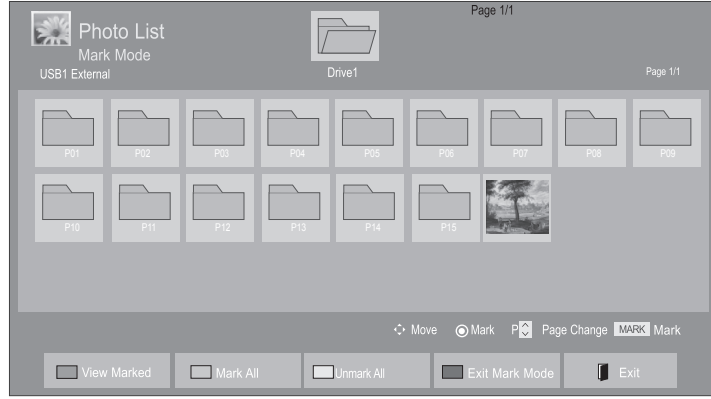 Page 1/1
Photo List
Mark Mode
USB1 External
Drive1
Page 1/1
P01 P02 P03 P04 P05 P06 P07 P08 P09
P10 P11 P12 P13 P14 P15
Move Mark P Page Change MARK Mark
View Marked Mark All Unmark All Exit Mark Mode Exit